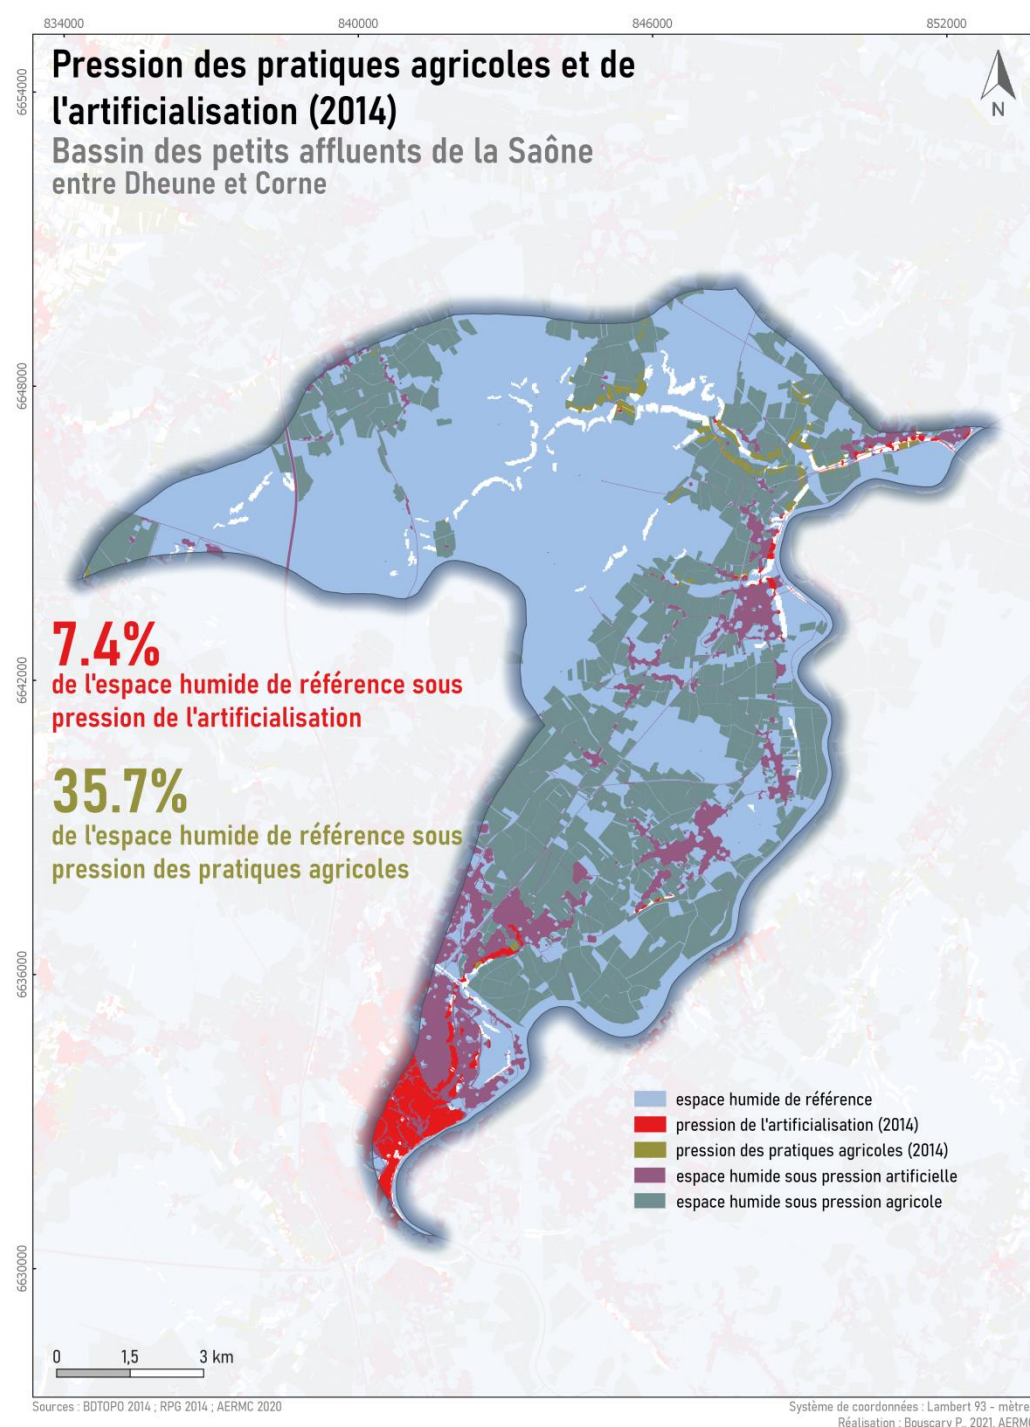 834000 840000 846000 852000
6654000
6648000
6642000
6636000
6630000
Pression des pratiques agricoles et de
l'artificialisation (2014)
Bassin des petits affluents de la Saône
entre Dheune et Corne
N
7.4%
de l'espace humide de référence sous
pression de l'artificialisation
35.7%
de l'espace humide de référence sous
pression des pratiques agricoles
espace humide de référence
pression de l'artificialisation (2014)
pression des pratiques agricoles (2014)
espace humide sous pression artificielle
espace humide sous pression agricole
0 1,5 3 km
Sources : BDTOPO 2014 ; RPG 2014 ; AERMC 2020
Système de coordonnées : Lambert 93 - mètre
Réalisation : Bouscary P., 2021, AERM